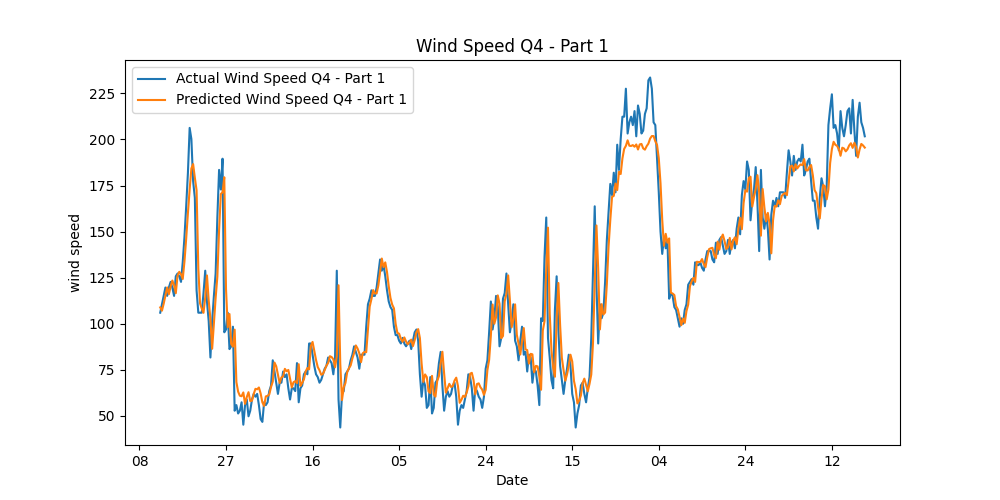 Wind Speed Q4 - Part 1
Actual Wind Speed Q4 - Part 1
Predicted Wind Speed Q4 - Part 1
wind speed
225
200
175
150
125
100
75
50
08 27 16 05 24 15 04 24 12
Date